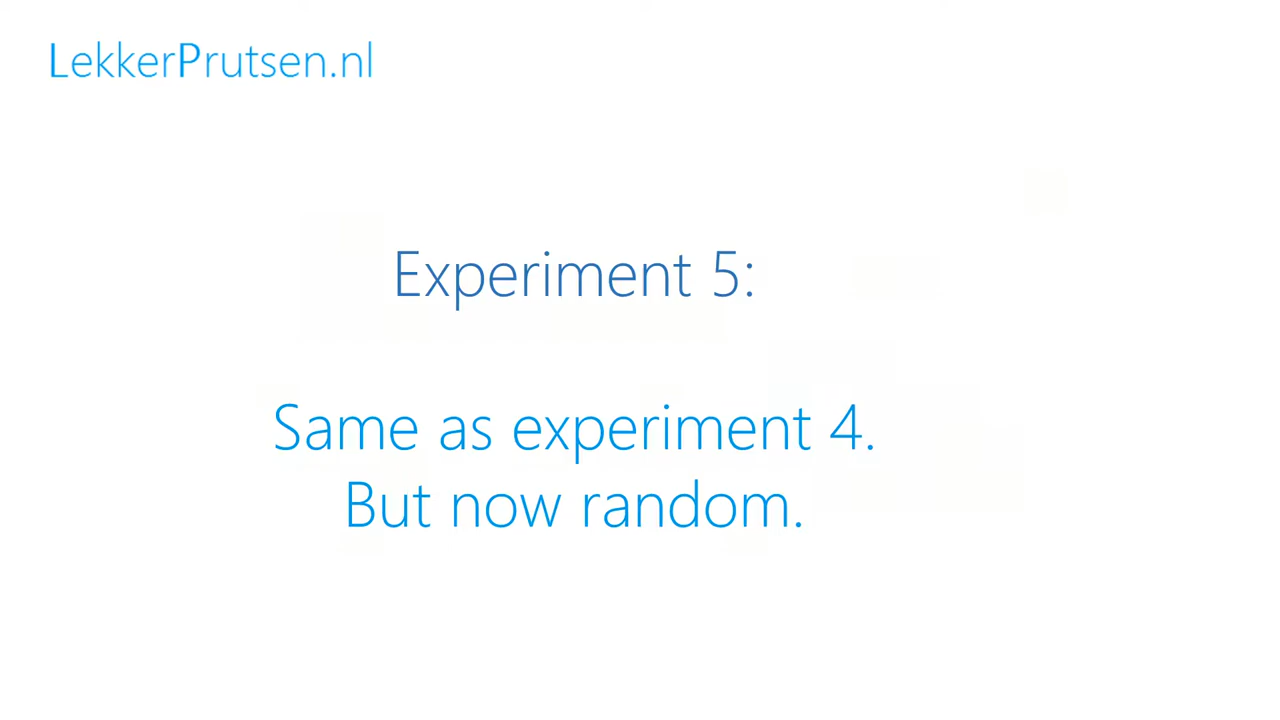 LekkerPrutsen.nl
Experiment 5:
Same as experiment 4.
But now random.